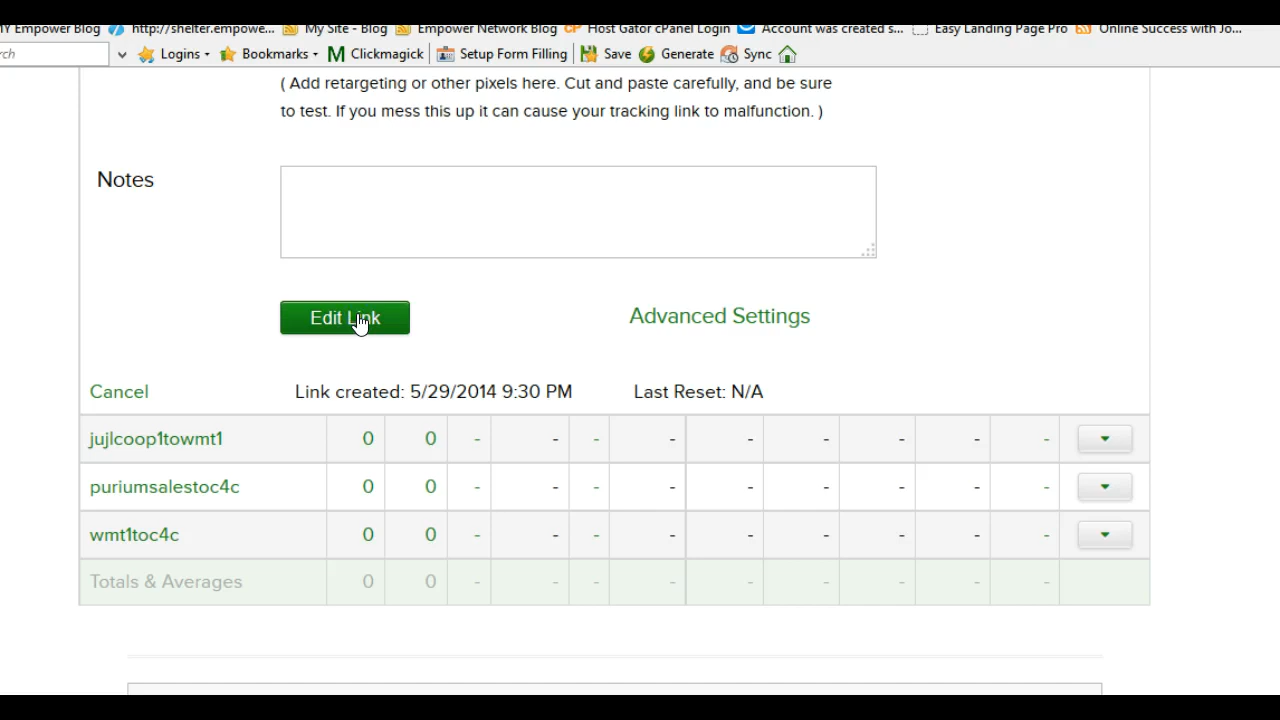 MY Empower Blog http://shelter.empowe... My Site - Blog Empower Network Blog Host Gator cPanel Login Account was created s... Easy Landing Page Pro Online Success with Jo...
rch Logins Bookmarks Clickmagick Setup Form Filling Save Generate Sync
( Add retargeting or other pixels here. Cut and paste carefully, and be sure
to test. If you mess this up it can cause your tracking link to malfunction. )
Notes
Edit Link Advanced Settings
Cancel Link created: 5/29/2014 9:30 PM Last Reset: N/A
jujlcoop1towmt1 0 0 - - - - - - - - -
puriumsalestoc4c 0 0 - - - - - - - - -
wmt1toc4c 0 0 - - - - - - - - -
Totals & Averages 0 0 - - - - - - - - -